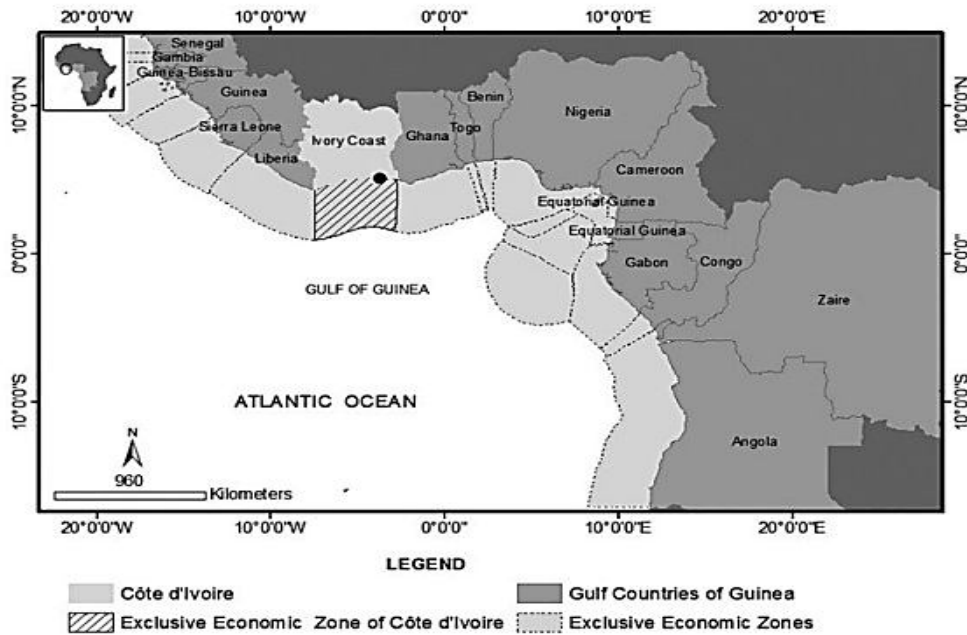 20°0'0"W 10°0'0"W 0°0'0" 10°0'0"E 20°0'0"E
10°0'0"N
0°0'0"
10°0'0"S
Senegal
Gambia
Guinea-Bissau
Guinea
Sierra Leone
Liberia
Ivory Coast
Ghana
Togo
Benin
Nigeria
Cameroon
Equatorial Guinea
Equatorial Guinea
Gabon
Congo
Zaire
Angola
GULF OF GUINEA
ATLANTIC OCEAN
N
960
Kilometers
10°0'0"N
0°0'0"
10°0'0"S
20°0'0"W 10°0'0"W 0°0'0" 10°0'0"E 20°0'0"E
LEGEND
Côte d'Ivoire
Gulf Countries of Guinea
Exclusive Economic Zone of Côte d'Ivoire
Exclusive Economic Zones